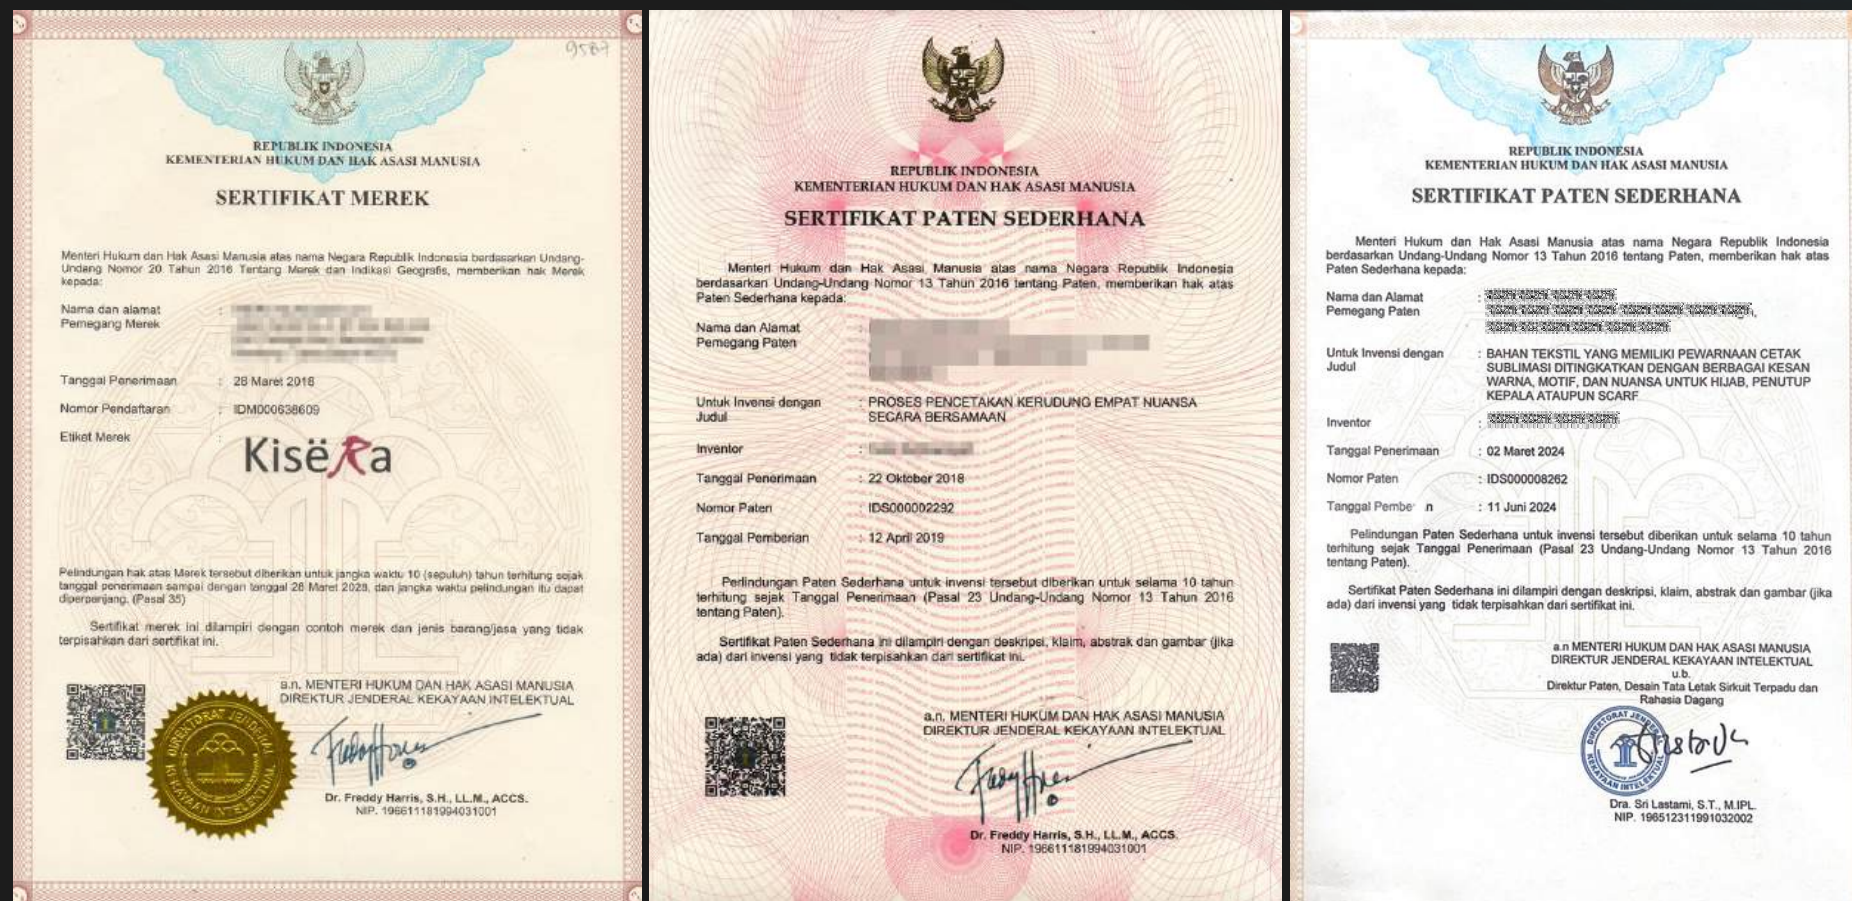 9587
REPUBLIK INDONESIA
KEMENTERIAN HUKUM DAN HAK ASASI MANUSIA
SERTIFIKAT MEREK
Menteri Hukum dan Hak Asasi Manusia atas nama Negara Republik Indonesia berdasarkan Undang-
Undang Nomor 20 Tahun 2016 Tentang Merek dan Indikasi Geografis, memberikan hak Merek
kepada:
Nama dan alamat
Pemegang Merek :
Tanggal Penerimaan : 28 Maret 2018
Nomor Pendaftaran : IDM000638609
Etiket Merek :
KisëRa
Pelindungan hak atas Merek tersebut diberikan untuk jangka waktu 10 (sepuluh) tahun terhitung sejak
tanggal penerimaan sampai dengan tanggal 28 Maret 2028, dan jangka waktu pelindungan itu dapat
diperpanjang. (Pasal 35)
Sertifikat merek ini dilampiri dengan contoh merek dan jenis barang/jasa yang tidak
terpisahkan dari sertifikat ini.
a.n. MENTERI HUKUM DAN HAK ASASI MANUSIA
DIREKTUR JENDERAL KEKAYAAN INTELEKTUAL
DIREKTORAT JENDERAL
KEKAYAAN INTELEKTUAL
Dr. Freddy Harris, S.H., LL.M., ACCS.
NIP. 196611181994031001
REPUBLIK INDONESIA
KEMENTERIAN HUKUM DAN HAK ASASI MANUSIA
SERTIFIKAT PATEN SEDERHANA
Menteri Hukum dan Hak Asasi Manusia atas nama Negara Republik Indonesia
berdasarkan Undang-Undang Nomor 13 Tahun 2016 tentang Paten, memberikan hak atas
Paten Sederhana kepada:
Nama dan Alamat :
Pemegang Paten
Untuk Invensi dengan : PROSES PENCETAKAN KERUDUNG EMPAT NUANSA
Judul SECARA BERSAMAAN
Inventor :
Tanggal Penerimaan : 22 Oktober 2018
Nomor Paten : IDS000002292
Tanggal Pemberian : 12 April 2019
Perlindungan Paten Sederhana untuk invensi tersebut diberikan untuk selama 10 tahun
terhitung sejak Tanggal Penerimaan (Pasal 23 Undang-Undang Nomor 13 Tahun 2016
tentang Paten).
Sertifikat Paten Sederhana ini dilampiri dengan deskripsi, klaim, abstrak dan gambar (jika
ada) dari invensi yang tidak terpisahkan dari sertifikat ini.
a.n. MENTERI HUKUM DAN HAK ASASI MANUSIA
DIREKTUR JENDERAL KEKAYAAN INTELEKTUAL
Dr. Freddy Harris, S.H., LL.M., ACCS.
NIP. 196611181994031001
REPUBLIK INDONESIA
KEMENTERIAN HUKUM DAN HAK ASASI MANUSIA
SERTIFIKAT PATEN SEDERHANA
Menteri Hukum dan Hak Asasi Manusia atas nama Negara Republik Indonesia
berdasarkan Undang-Undang Nomor 13 Tahun 2016 tentang Paten, memberikan hak atas
Paten Sederhana kepada:
Nama dan Alamat :
Pemegang Paten
Untuk Invensi dengan : BAHAN TEKSTIL YANG MEMILIKI PEWARNAAN CETAK
Judul SUBLIMASI DITINGKATKAN DENGAN BERBAGAI KESAN
WARNA, MOTIF, DAN NUANSA UNTUK HIJAB, PENUTUP
KEPALA ATAUPUN SCARF
Inventor :
Tanggal Penerimaan : 02 Maret 2024
Nomor Paten : IDS000008262
Tanggal Pembe n : 11 Juni 2024
Pelindungan Paten Sederhana untuk invensi tersebut diberikan untuk selama 10 tahun
terhitung sejak Tanggal Penerimaan (Pasal 23 Undang-Undang Nomor 13 Tahun 2016
tentang Paten).
Sertifikat Paten Sederhana ini dilampiri dengan deskripsi, klaim, abstrak dan gambar (jika
ada) dari invensi yang tidak terpisahkan dari sertifikat ini.
a.n MENTERI HUKUM DAN HAK ASASI MANUSIA
DIREKTUR JENDERAL KEKAYAAN INTELEKTUAL
u.b.
Direktur Paten, Desain Tata Letak Sirkuit Terpadu dan
Rahasia Dagang
DIREKTORAT JENDERAL
KEKAYAAN INTELEKTUAL
Dra. Sri Lastami, S.T., M.IPL.
NIP. 196512311991032002